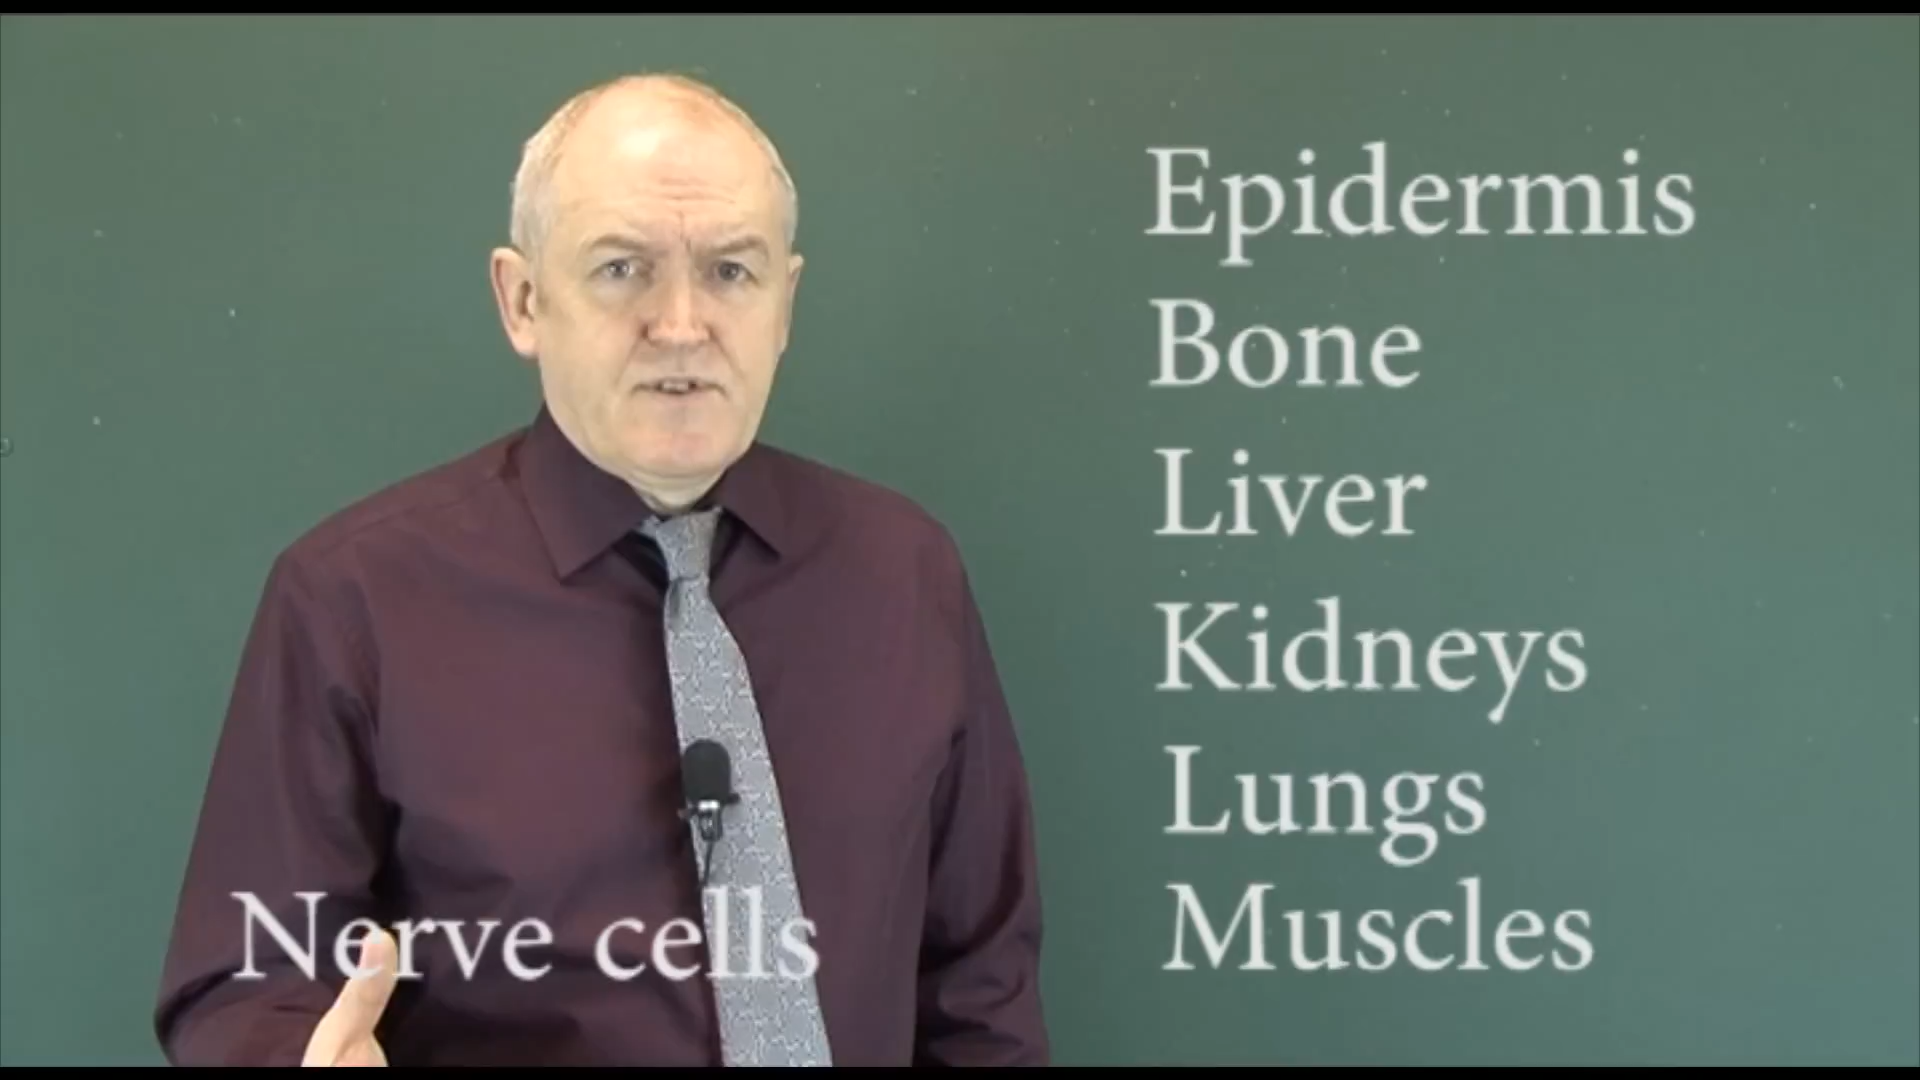 Epidermis
Bone
Liver
Kidneys
Lungs
Muscles
Nerve cells